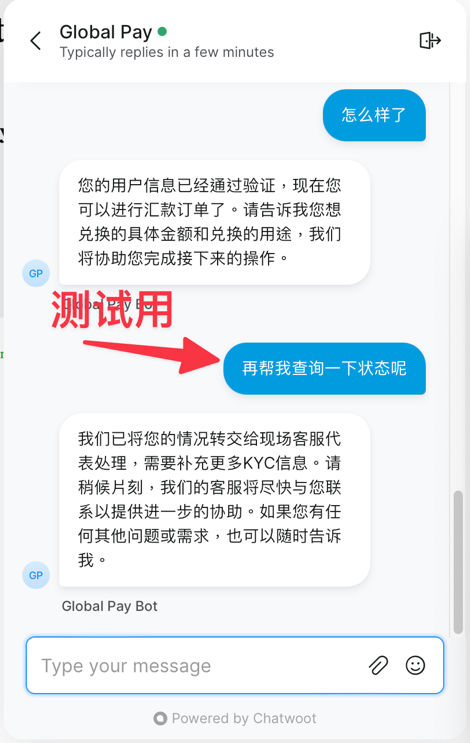 Global Pay
Typically replies in a few minutes
怎么样了
您的用户信息已经通过验证，现在您
可以进行汇款订单了。请告诉我您想
兑换的具体金额和兑换的用途，我们
将协助您完成接下来的操作。
GP
Global Pay Bot
测试用
再帮我查询一下状态呢
我们已将您的情况转交给现场客服代
表处理，需要补充更多KYC信息。请
稍候片刻，我们的客服将尽快与您联
系以提供进一步的协助。如果您有任
何其他问题或需求，也可以随时告诉
我。
GP
Global Pay Bot
Type your message
Powered by Chatwoot